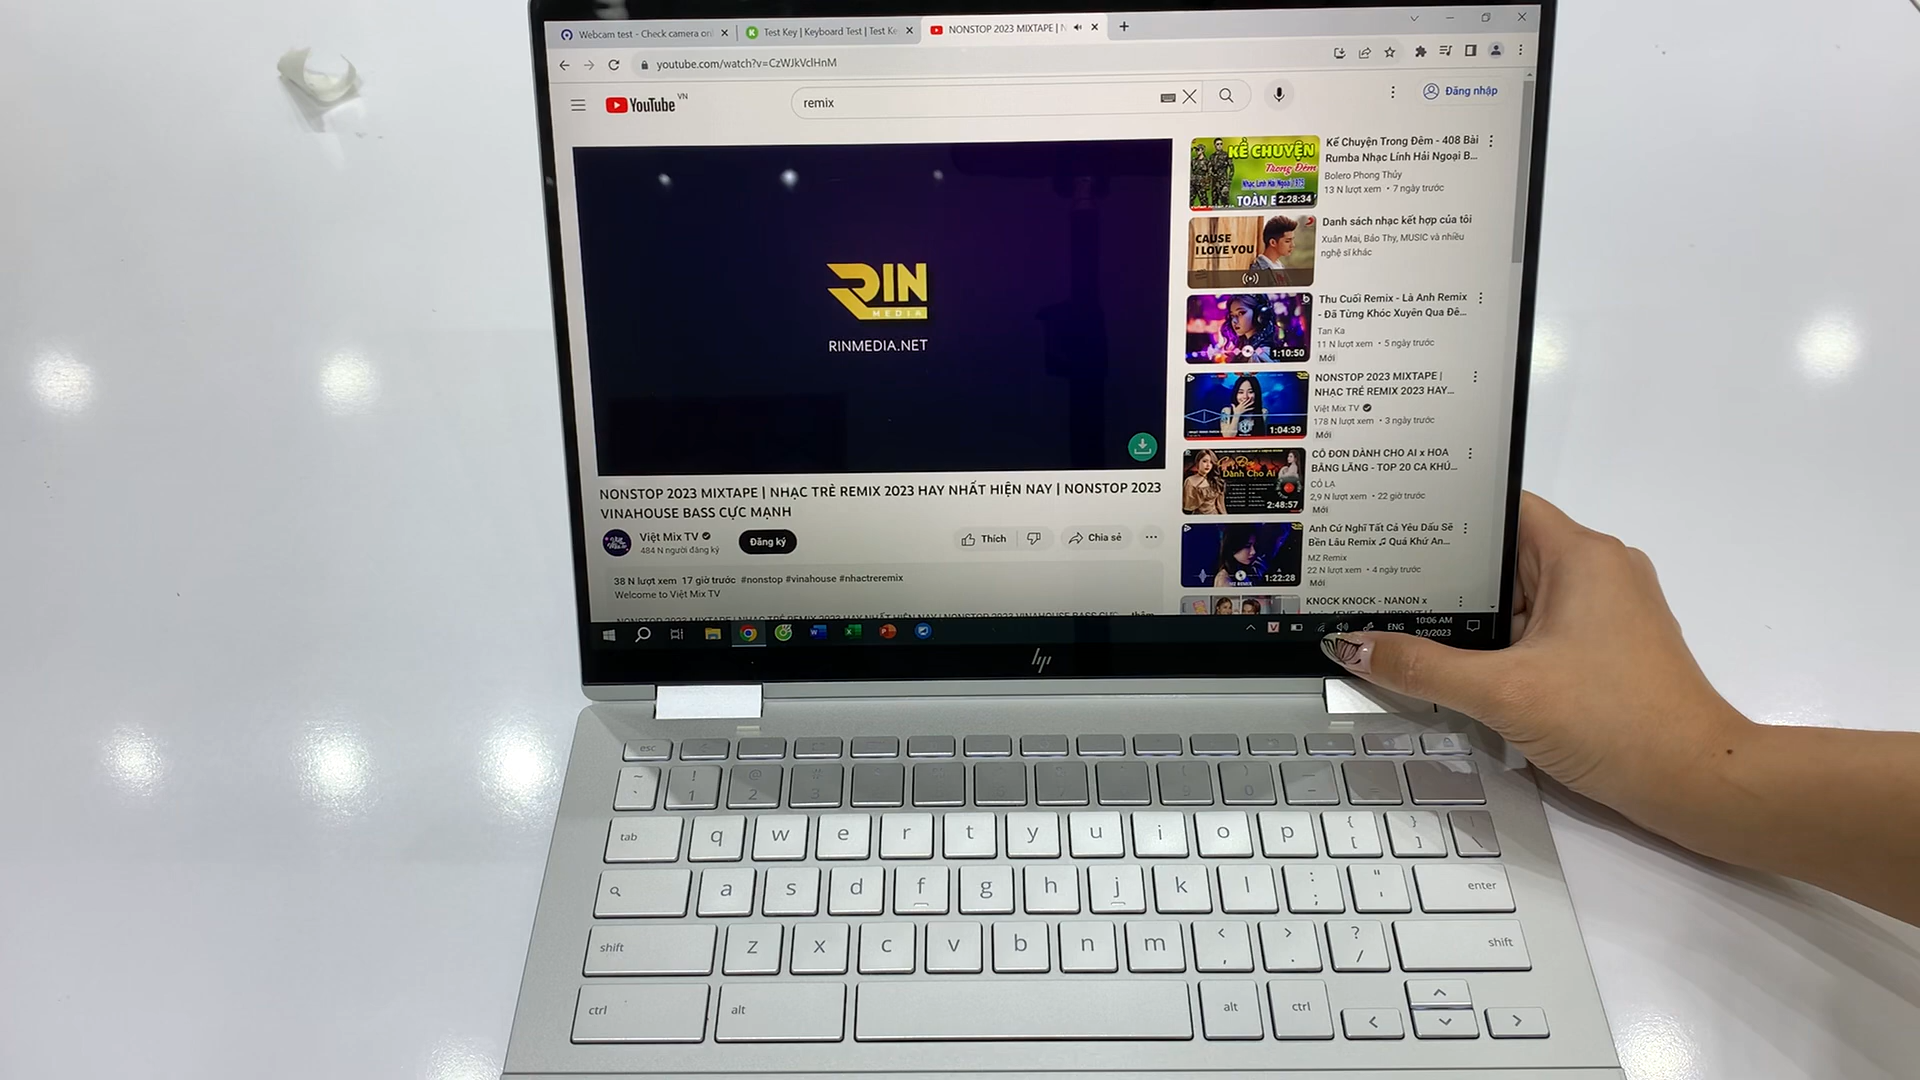 Webcam test - Check camera onl
Test Key | Keyboard Test | Test Ke
NONSTOP 2023 MIXTAPE | N
youtube.com/watch?v=CzWJkVclHnM
YouTube VN
remix
Đăng nhập
RIN
MEDIA
RINMEDIA.NET
NONSTOP 2023 MIXTAPE | NHẠC TRẺ REMIX 2023 HAY NHẤT HIỆN NAY | NONSTOP 2023
VINAHOUSE BASS CỰC MẠNH
Việt Mix TV
484 N người đăng ký
Đăng ký
Thích
Chia sẻ
38 N lượt xem 17 giờ trước #nonstop #vinahouse #nhactreremix
Welcome to Việt Mix TV
KỂ CHUYỆN
Trong Đêm
TOÀN
2:28:34
Kể Chuyện Trong Đêm - 408 Bài
Rumba Nhạc Lính Hải Ngoại B...
Bolero Phong Thủy
13 N lượt xem • 7 ngày trước
CAUSE
I LOVE YOU
Danh sách nhạc kết hợp của tôi
Xuân Mai, Bảo Thy, MUSIC và nhiều
nghệ sĩ khác
1:10:50
Thu Cuối Remix - Là Anh Remix
- Đã Từng Khóc Xuyên Qua Đê...
Tan Ka
11 N lượt xem • 5 ngày trước
Mới
1:04:39
NONSTOP 2023 MIXTAPE |
NHẠC TRẺ REMIX 2023 HAY...
Việt Mix TV
178 N lượt xem • 3 ngày trước
Mới
Dành Cho Ai
2:48:57
CÔ ĐƠN DÀNH CHO AI x HOA
BẰNG LĂNG - TOP 20 CA KHÚ...
CỎ LẠ
2,9 N lượt xem • 22 giờ trước
Mới
1:22:28
Anh Cứ Nghĩ Tất Cả Yêu Dấu Sẽ
Bền Lâu Remix ♫ Quá Khứ An...
MZ Remix
22 N lượt xem • 4 ngày trước
Mới
KNOCK KNOCK - NANON x
ENG
10:06 AM
9/3/2023
hp
esc
~ ` ! 1 @ 2 # 3 ( 9 ) 0 — - =
tab q w e r t y u i o p { [ } ] | \
a s d f g h j k l : ; " ' enter
shift z x c v b n m < , > . ? / shift
ctrl alt alt ctrl < ^ v >